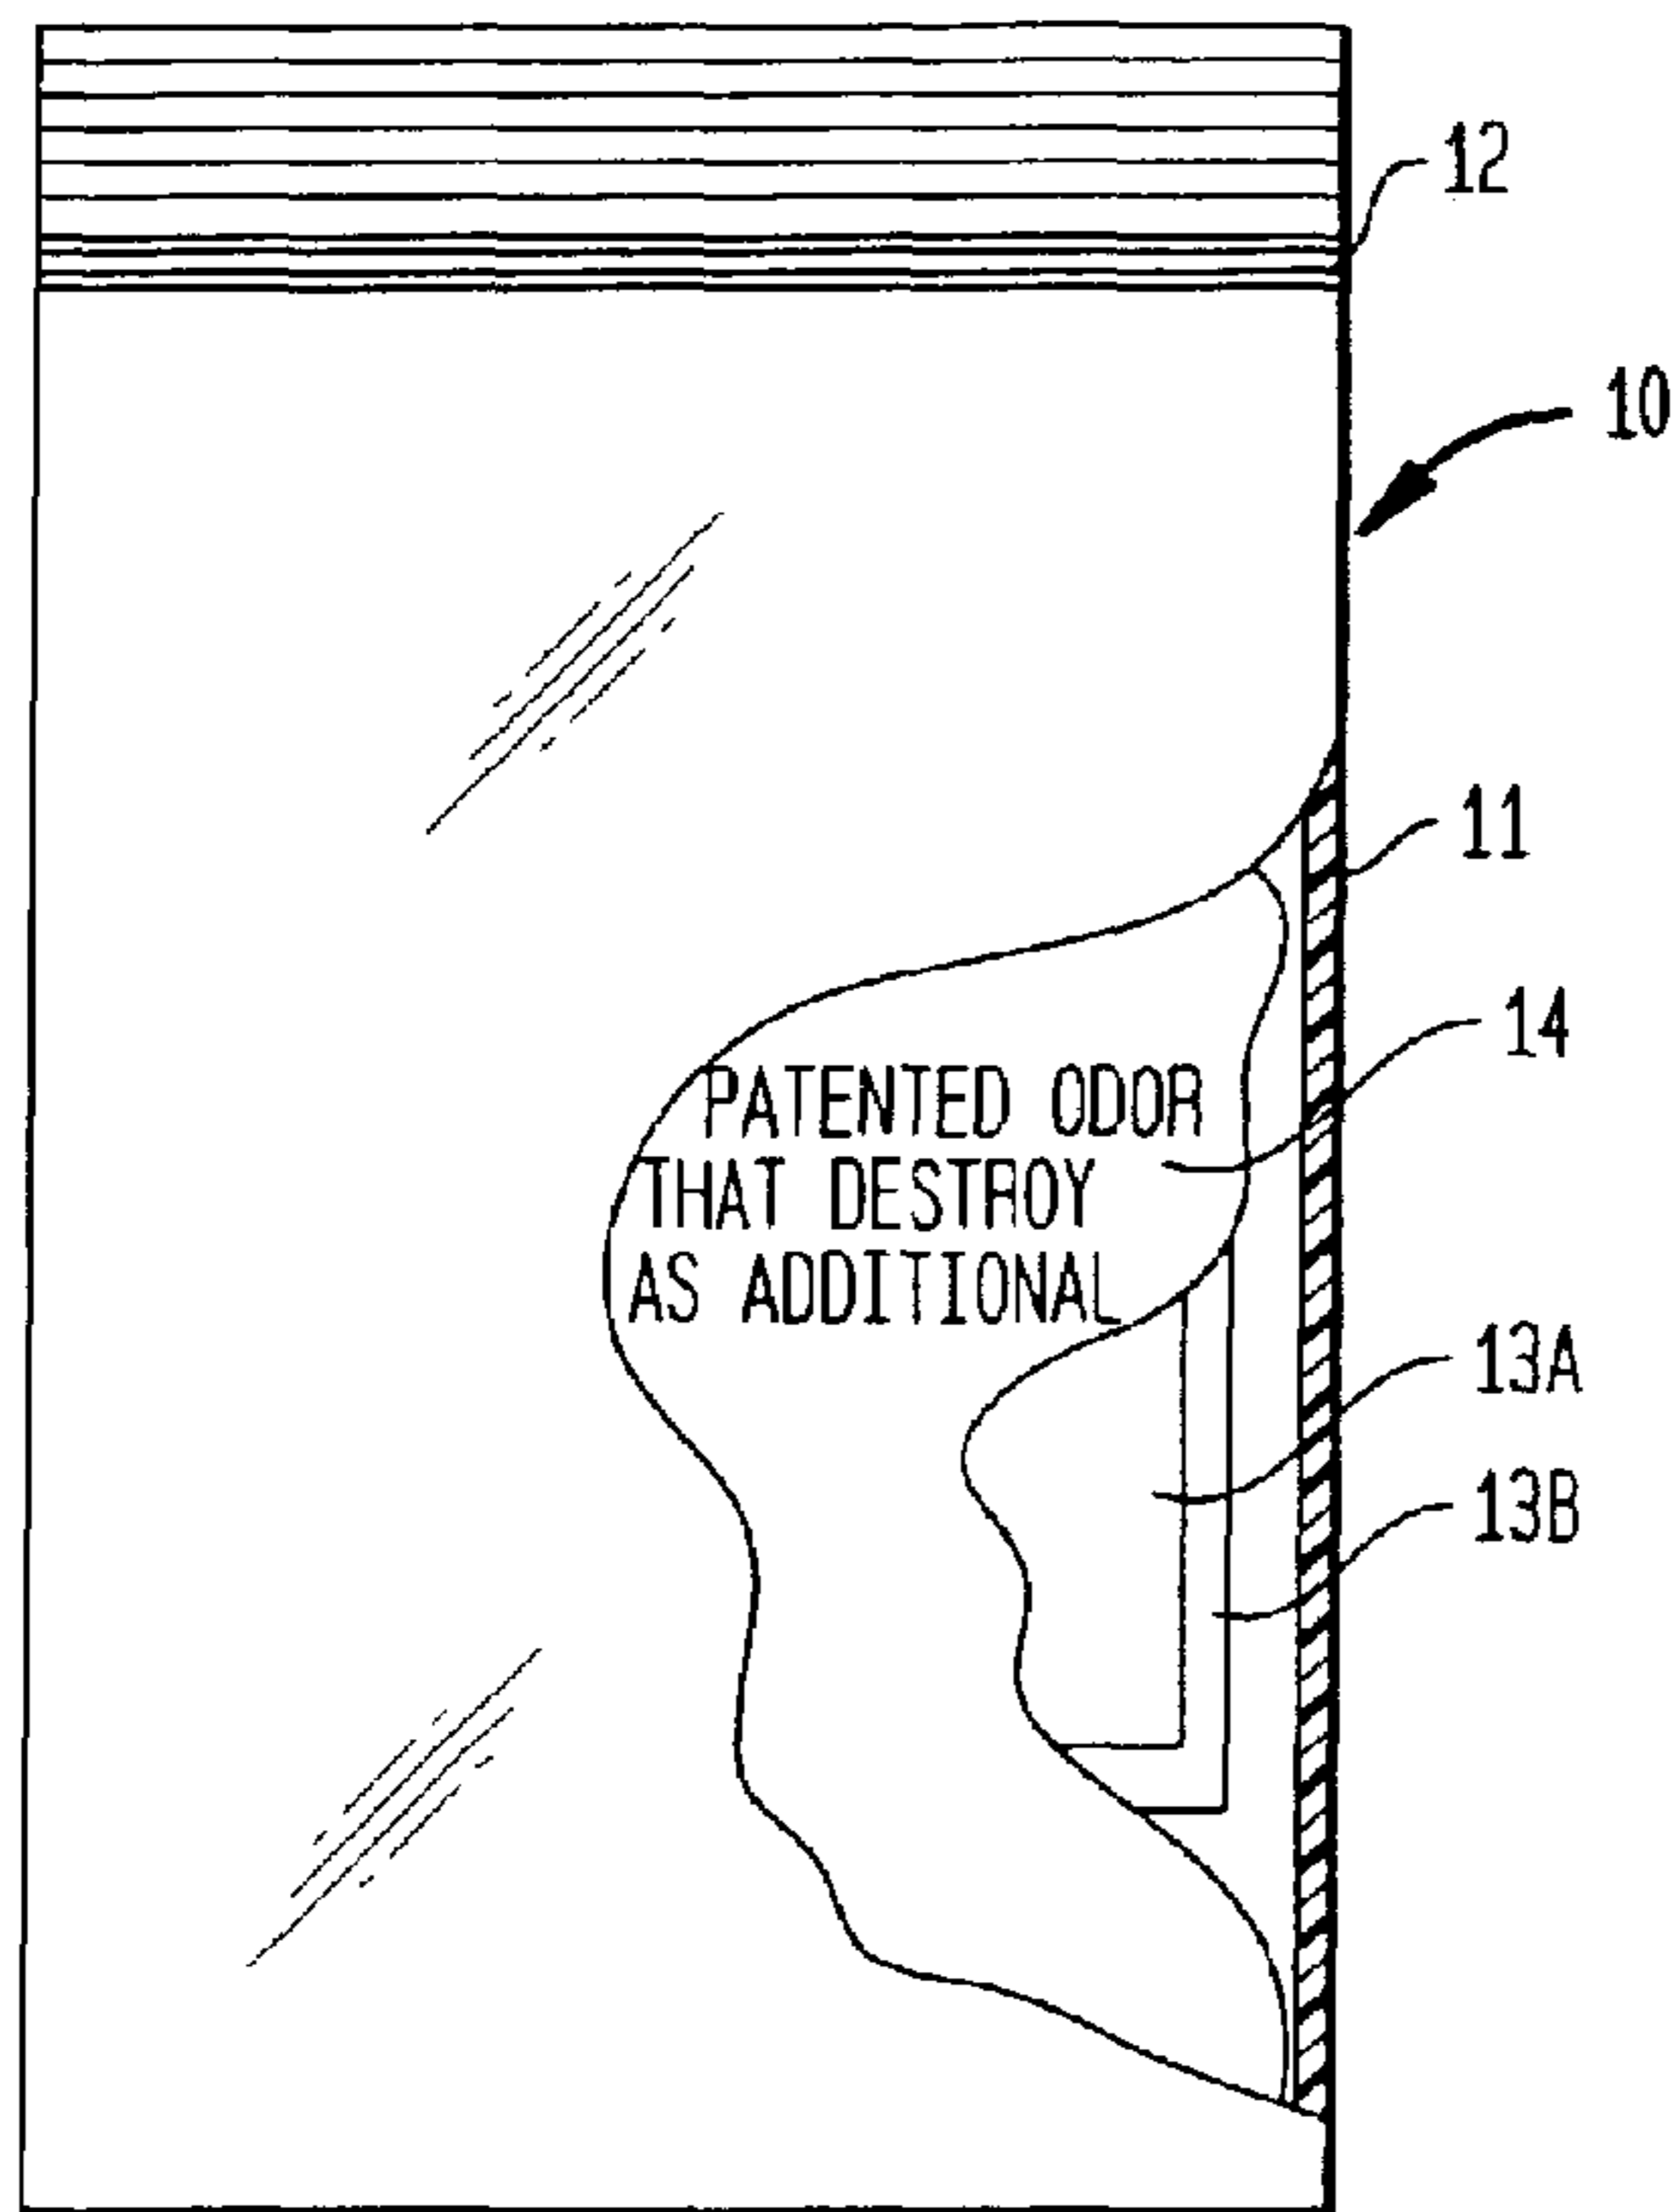 12
10
11
14
PATENTED ODOR
THAT DESTROY
AS ADDITIONAL
13A
13B